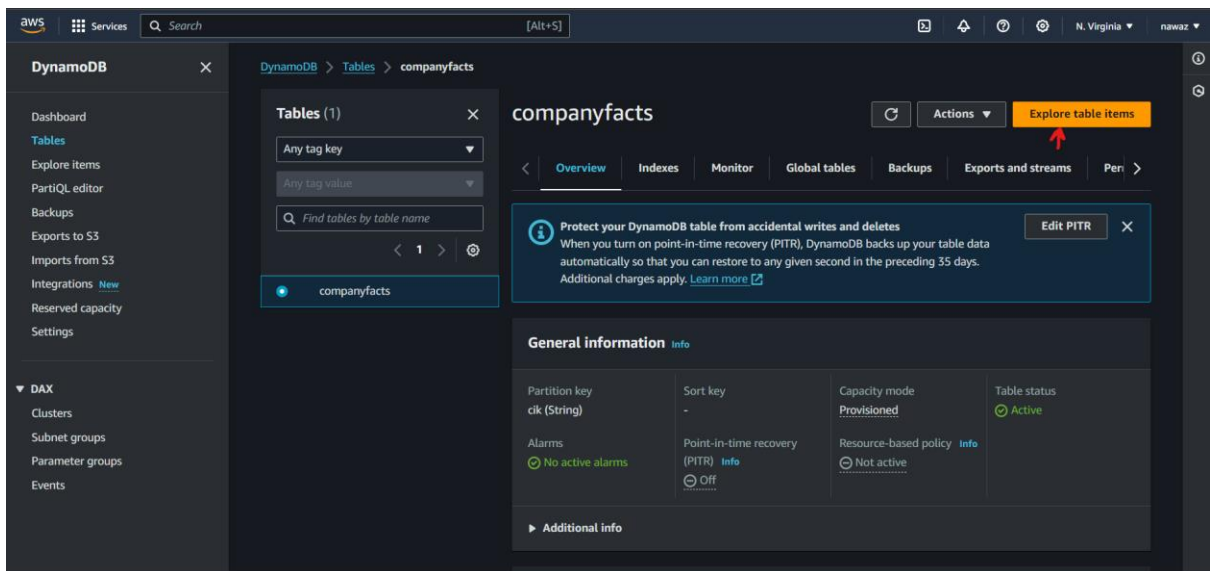 aws
Services
Search
[Alt+S]
N. Virginia
nawaz
DynamoDB
Dashboard
Tables
Explore items
PartiQL editor
Backups
Exports to S3
Imports from S3
Integrations New
Reserved capacity
Settings
DAX
Clusters
Subnet groups
Parameter groups
Events
DynamoDB > Tables > companyfacts
Tables (1)
Any tag key
Any tag value
Find tables by table name
< 1 >
companyfacts
companyfacts
Actions
Explore table items
Overview
Indexes
Monitor
Global tables
Backups
Exports and streams
Per
Protect your DynamoDB table from accidental writes and deletes
When you turn on point-in-time recovery (PITR), DynamoDB backs up your table data
automatically so that you can restore to any given second in the preceding 35 days.
Additional charges apply. Learn more
Edit PITR
General information Info
Partition key
cik (String)
Sort key
-
Capacity mode
Provisioned
Table status
Active
Alarms
No active alarms
Point-in-time recovery
(PITR) Info
Off
Resource-based policy Info
Not active
Additional info